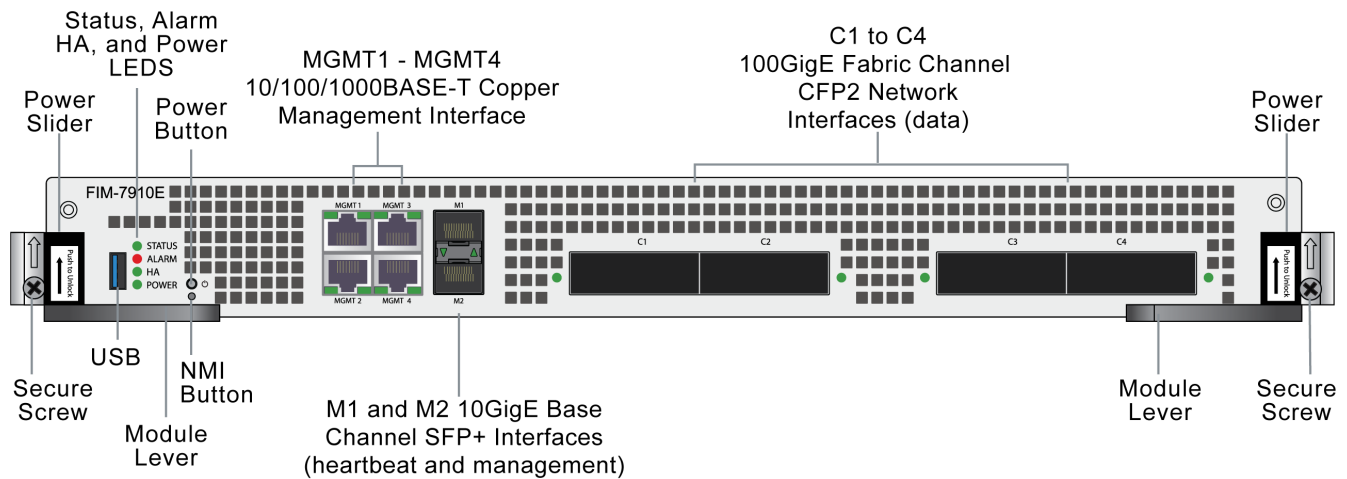 Status, Alarm
HA, and Power
LEDS
Power
Slider
Power
Button
MGMT1 - MGMT4
10/100/1000BASE-T Copper
Management Interface
C1 to C4
100GigE Fabric Channel
CFP2 Network
Interfaces (data)
Power
Slider
FIM-7910E
MGMT 1
MGMT 3
M1
STATUS
ALARM
HA
POWER
C1
C2
C3
C4
Push to Unlock
Push to Unlock
MGMT 2
MGMT 4
M2
USB
NMI
Button
Secure
Screw
Module
Lever
M1 and M2 10GigE Base
Channel SFP+ Interfaces
(heartbeat and management)
Module
Lever
Secure
Screw